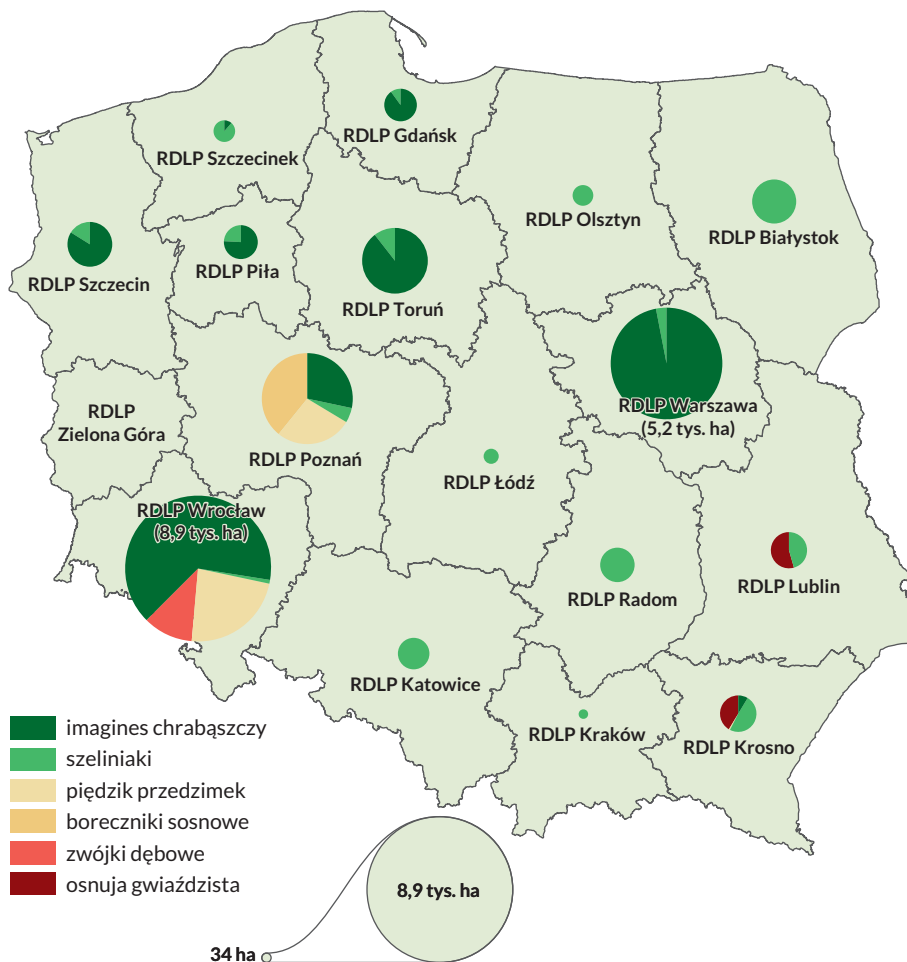 RDLP Gdańsk
RDLP Szczecinek
RDLP Olsztyn
RDLP Białystok
RDLP Szczecin
RDLP Piła
RDLP Toruń
RDLP
Zielona Góra
RDLP Poznań
RDLP Warszawa
(5,2 tys. ha)
RDLP Łódź
RDLP Wrocław
(8,9 tys. ha)
RDLP Radom
RDLP Lublin
RDLP Katowice
RDLP Kraków
RDLP Krosno
imagines chrabąszczy
szeliniaki
piędzik przedzimek
boreczniki sosnowe
zwójki dębowe
osnuja gwiaździsta
8,9 tys. ha
34 ha